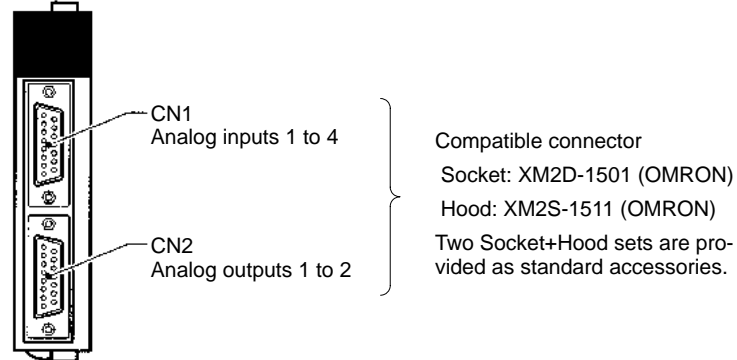 CN1
Analog inputs 1 to 4
CN2
Analog outputs 1 to 2
Compatible connector
Socket: XM2D-1501 (OMRON)
Hood: XM2S-1511 (OMRON)
Two Socket+Hood sets are pro-
vided as standard accessories.